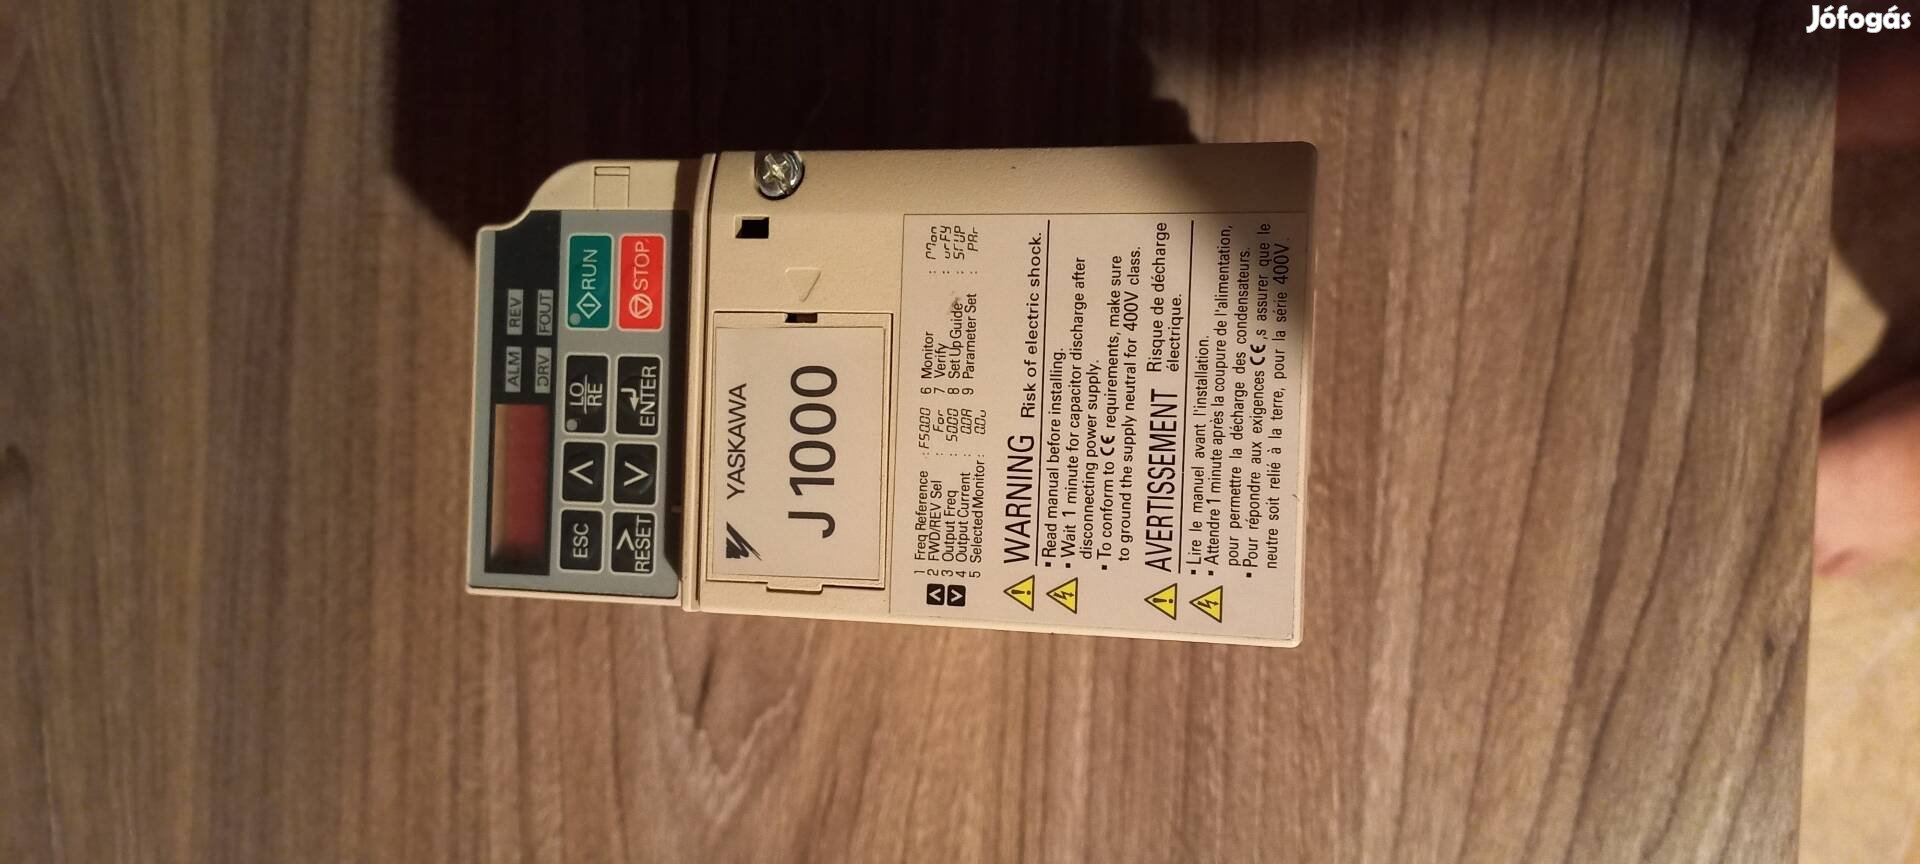 Jófogás
ALM REV
DRV FOUT
ESC
LO
RE
RUN
RESET
ENTER
STOP
YASKAWA
J1000
1 Freq Reference : F50.00 6 Monitor : Mon
2 FWD/REV Sel : For 7 Verify : vrFY
3 Output Freq : 50.00 8 Set Up Guide : StUP
4 Output Current : 0.0A 9 Parameter Set : PAr
5 Selected Monitor : 0.0v
WARNING Risk of electric shock.
▪ Read manual before installing.
▪ Wait 1 minute for capacitor discharge after
disconnecting power supply.
▪ To conform to CE requirements, make sure
to ground the supply neutral for 400V class.
AVERTISSEMENT Risque de décharge
électrique.
▪ Lire le manuel avant l'installation.
▪ Attendre 1 minute après la coupure de l'alimentation,
pour permettre la décharge des condensateurs.
▪ Pour répondre aux exigences CE ,s assurer que le
neutre soit relié à la terre, pour la série 400V.